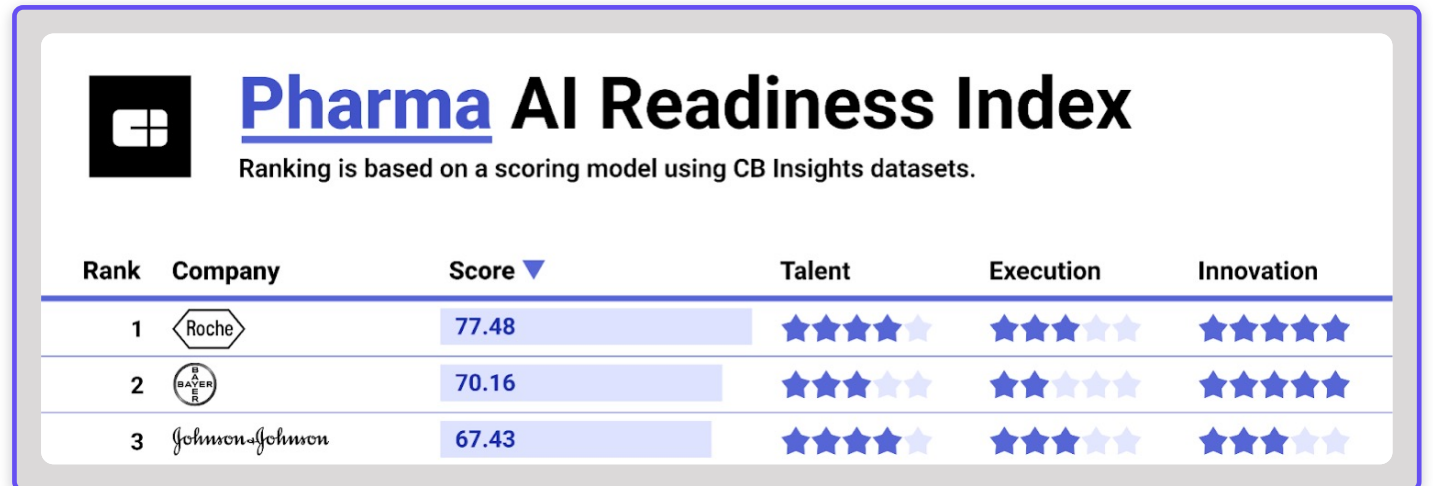 Pharma AI Readiness Index
Ranking is based on a scoring model using CB Insights datasets.
Rank Company Score Talent Execution Innovation
1 Roche 77.48
2 BAYER BAYER 70.16
3 Johnson & Johnson 67.43